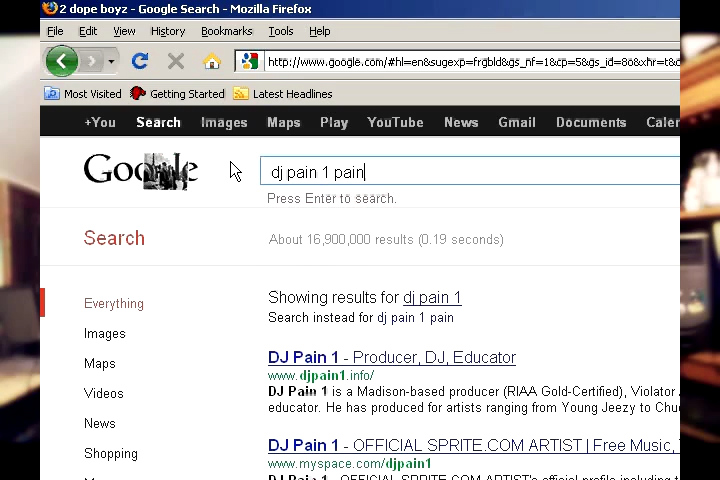 2 dope boyz - Google Search - Mozilla Firefox
File Edit View History Bookmarks Tools Help
http://www.google.com/#hl=en&sugexp=frgbld&gs_nf=1&cp=5&gs_id=86&xhr=t&
Most Visited Getting Started Latest Headlines
+You Search Images Maps Play YouTube News Gmail Documents Calen
Google dj pain 1 pain
Press Enter to search.
Search About 16,900,000 results (0.19 seconds)
Everything
Images
Maps
Videos
News
Shopping
Showing results for dj pain 1
Search instead for dj pain 1 pain
DJ Pain 1 - Producer, DJ, Educator
www.djpain1.info/
DJ Pain 1 is a Madison-based producer (RIAA Gold-Certified), Violator
educator. He has produced for artists ranging from Young Jeezy to Chu
DJ Pain 1 - OFFICIAL SPRITE.COM ARTIST | Free Music,
www.myspace.com/djpain1